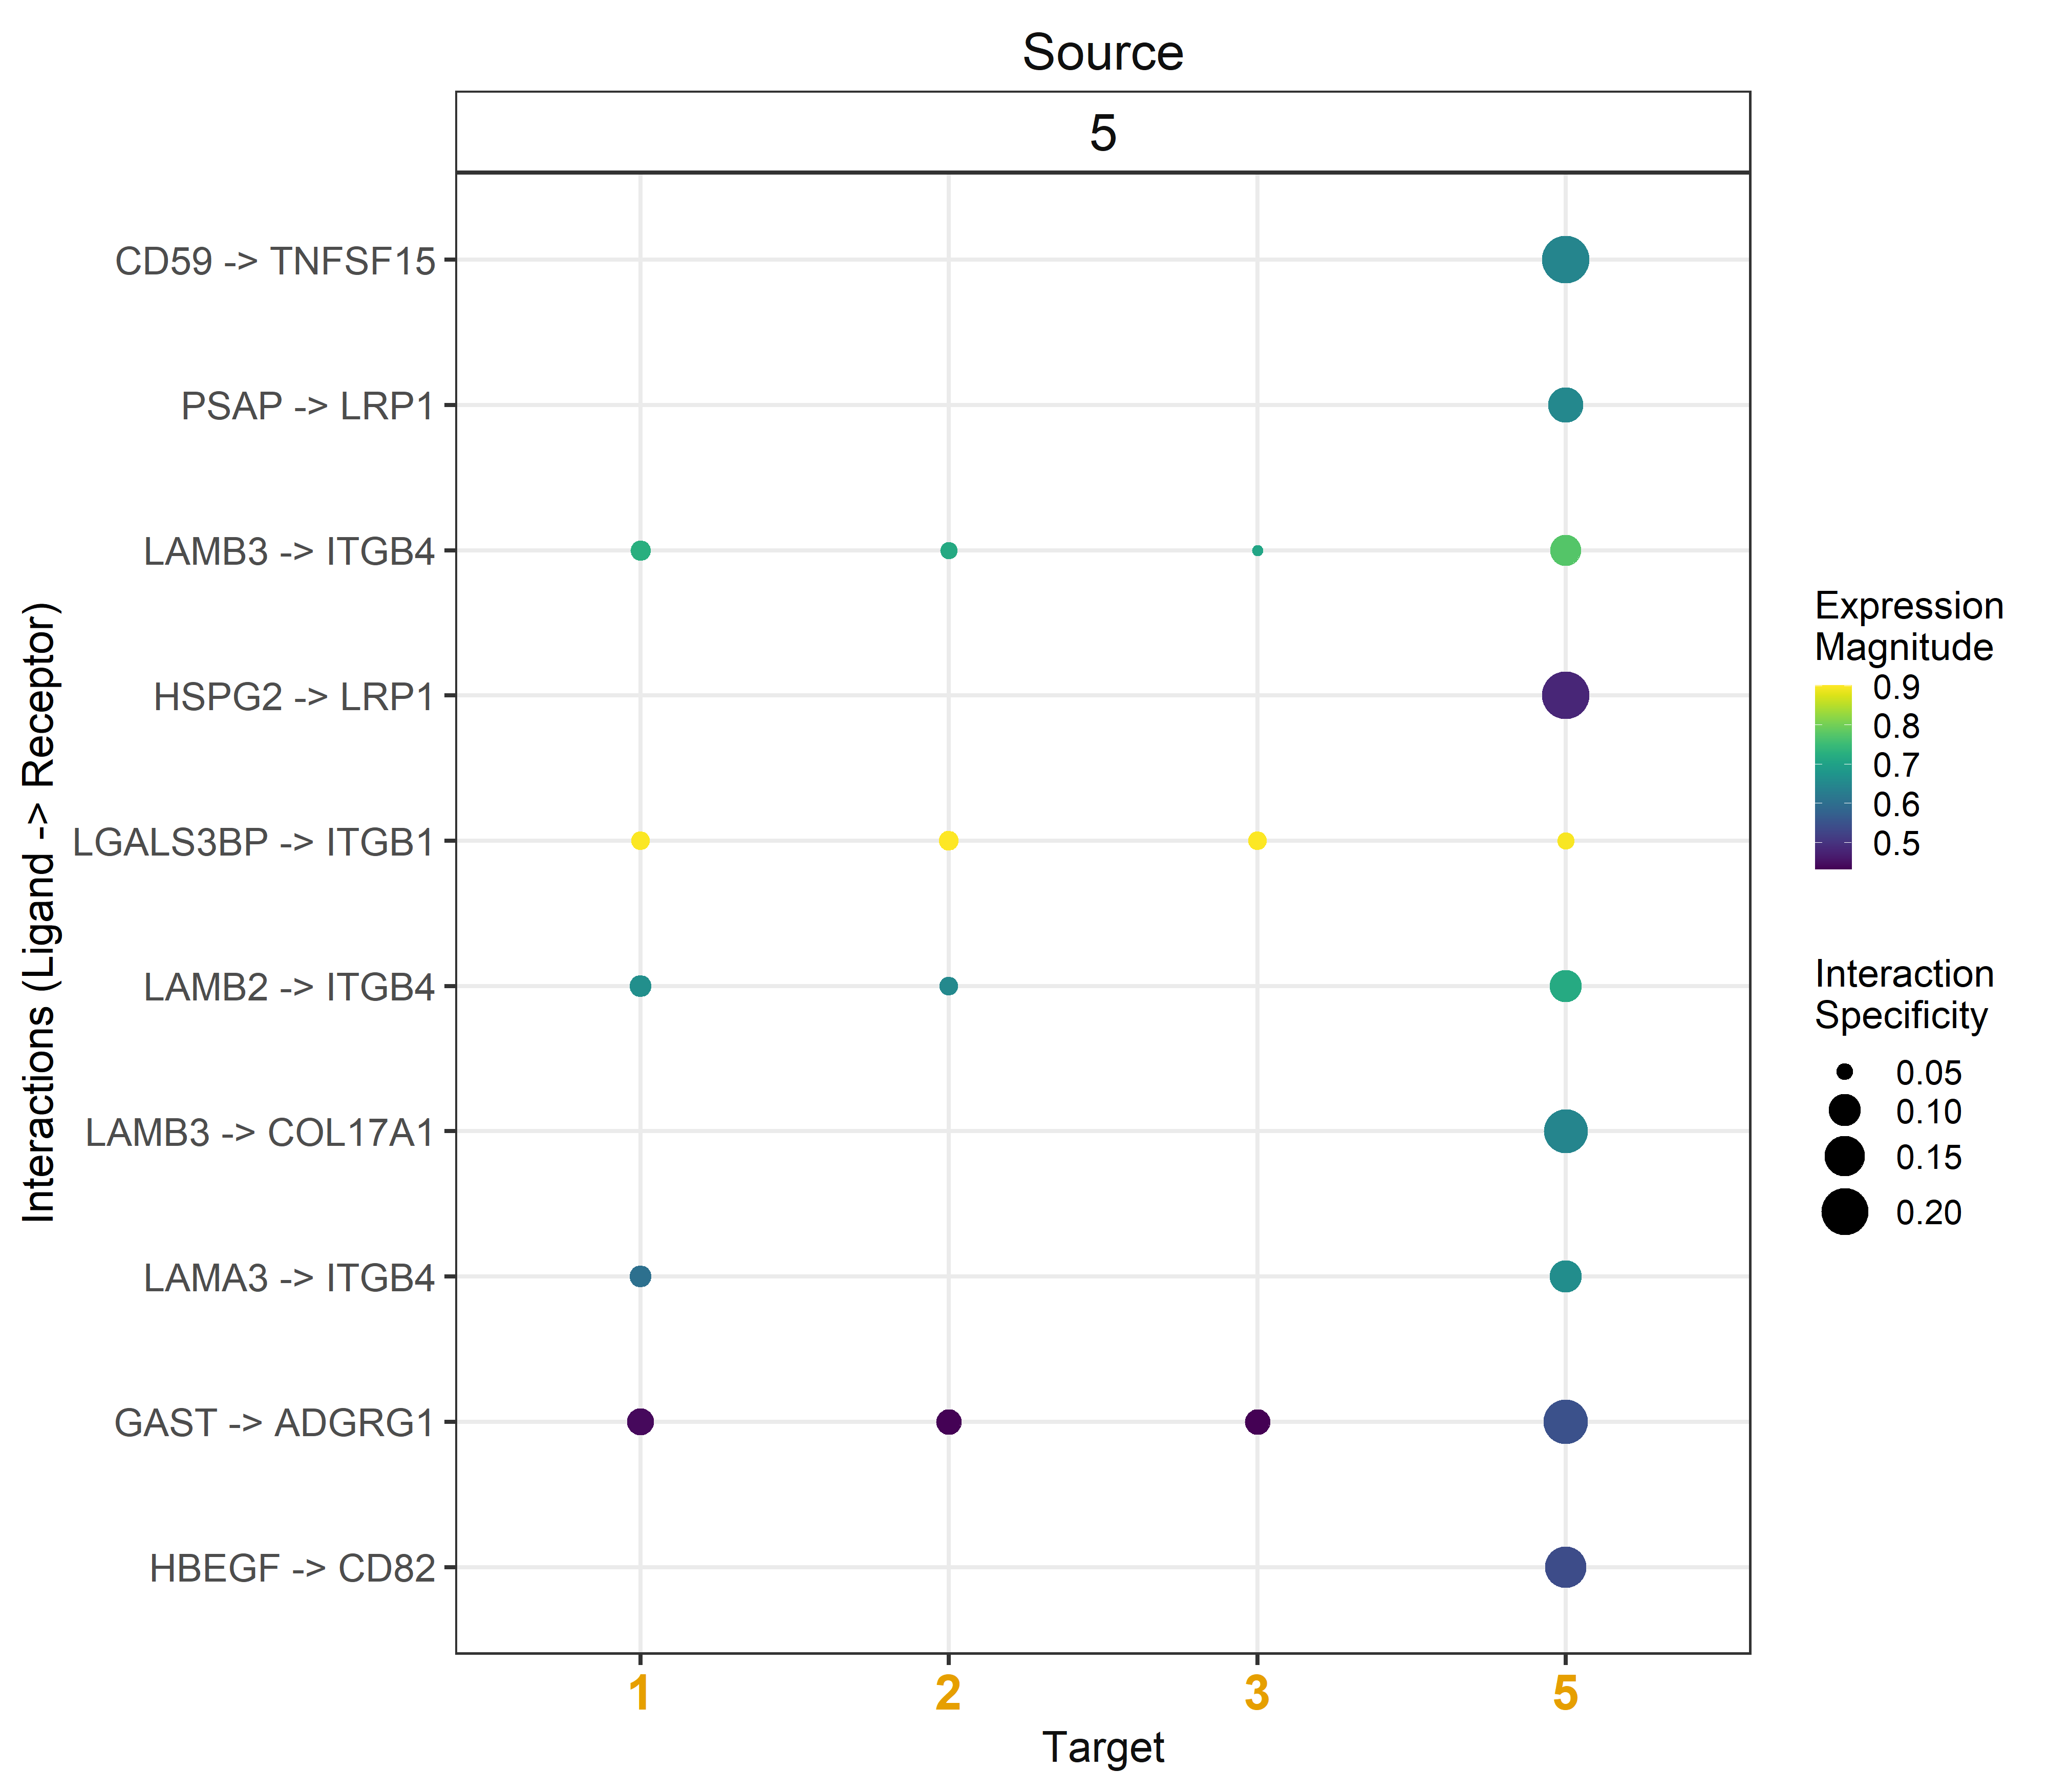 Source
5
CD59 -> TNFSF15
PSAP -> LRP1
LAMB3 -> ITGB4
HSPG2 -> LRP1
LGALS3BP -> ITGB1
LAMB2 -> ITGB4
LAMB3 -> COL17A1
LAMA3 -> ITGB4
GAST -> ADGRG1
HBEGF -> CD82
Interactions (Ligand -> Receptor)
1 2 3 5
Target
Expression
Magnitude
0.9
0.8
0.7
0.6
0.5
Interaction
Specificity
0.05
0.10
0.15
0.20